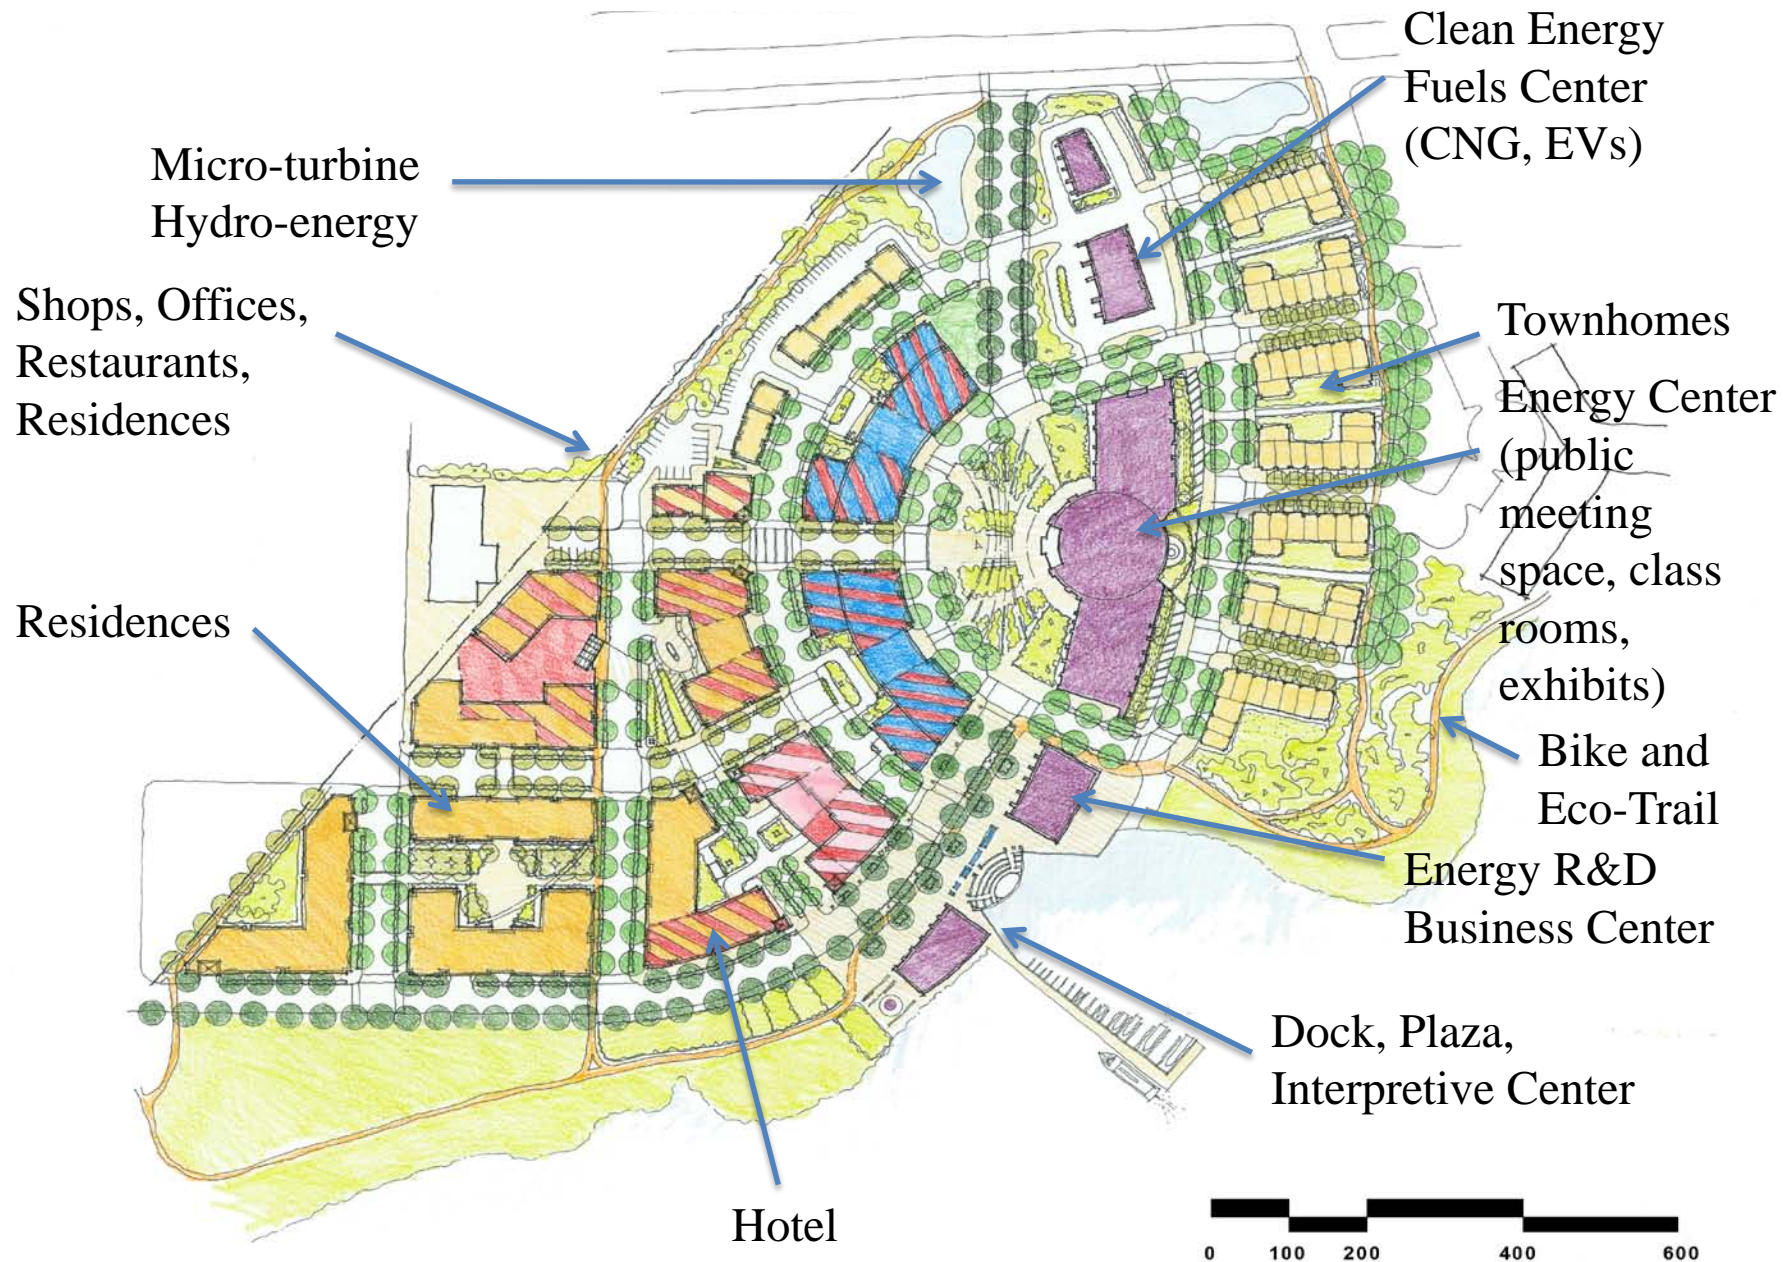 Clean Energy
Fuels Center
(CNG, EVs)
Micro-turbine
Hydro-energy
Shops, Offices,
Restaurants,
Residences
Townhomes
Energy Center
(public
meeting
space, class
rooms,
exhibits)
Residences
Bike and
Eco-Trail
Energy R&D
Business Center
Dock, Plaza,
Interpretive Center
Hotel
0 100 200 400 600